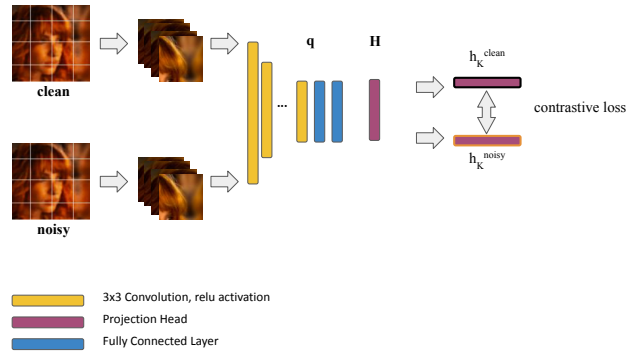 q
H
h_K^clean
clean
...
contrastive loss
h_K^noisy
noisy
3x3 Convolution, relu activation
Projection Head
Fully Connected Layer